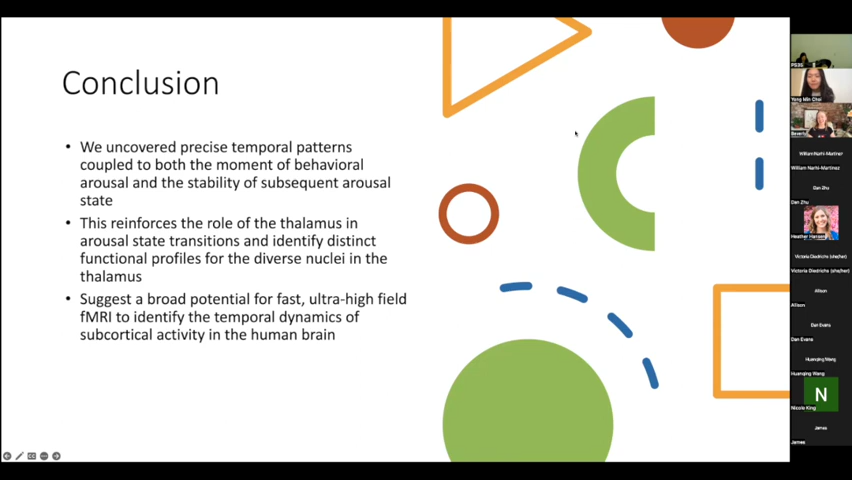 Conclusion
• We uncovered precise temporal patterns
coupled to both the moment of behavioral
arousal and the stability of subsequent arousal
state
• This reinforces the role of the thalamus in
arousal state transitions and identify distinct
functional profiles for the diverse nuclei in the
thalamus
• Suggest a broad potential for fast, ultra-high field
fMRI to identify the temporal dynamics of
subcortical activity in the human brain
Yong Min Choi
William Narhi-Martinez
William Narhi-Martinez
Dan Zhu
Dan Zhu
Heather Hansen
Victoria Diedrichs (she/her)
Victoria Diedrichs (she/her)
Allison
Allison
Dan Evans
Dan Evans
Huanqing Wang
Huanqing Wang
N
Nicole King
James
James